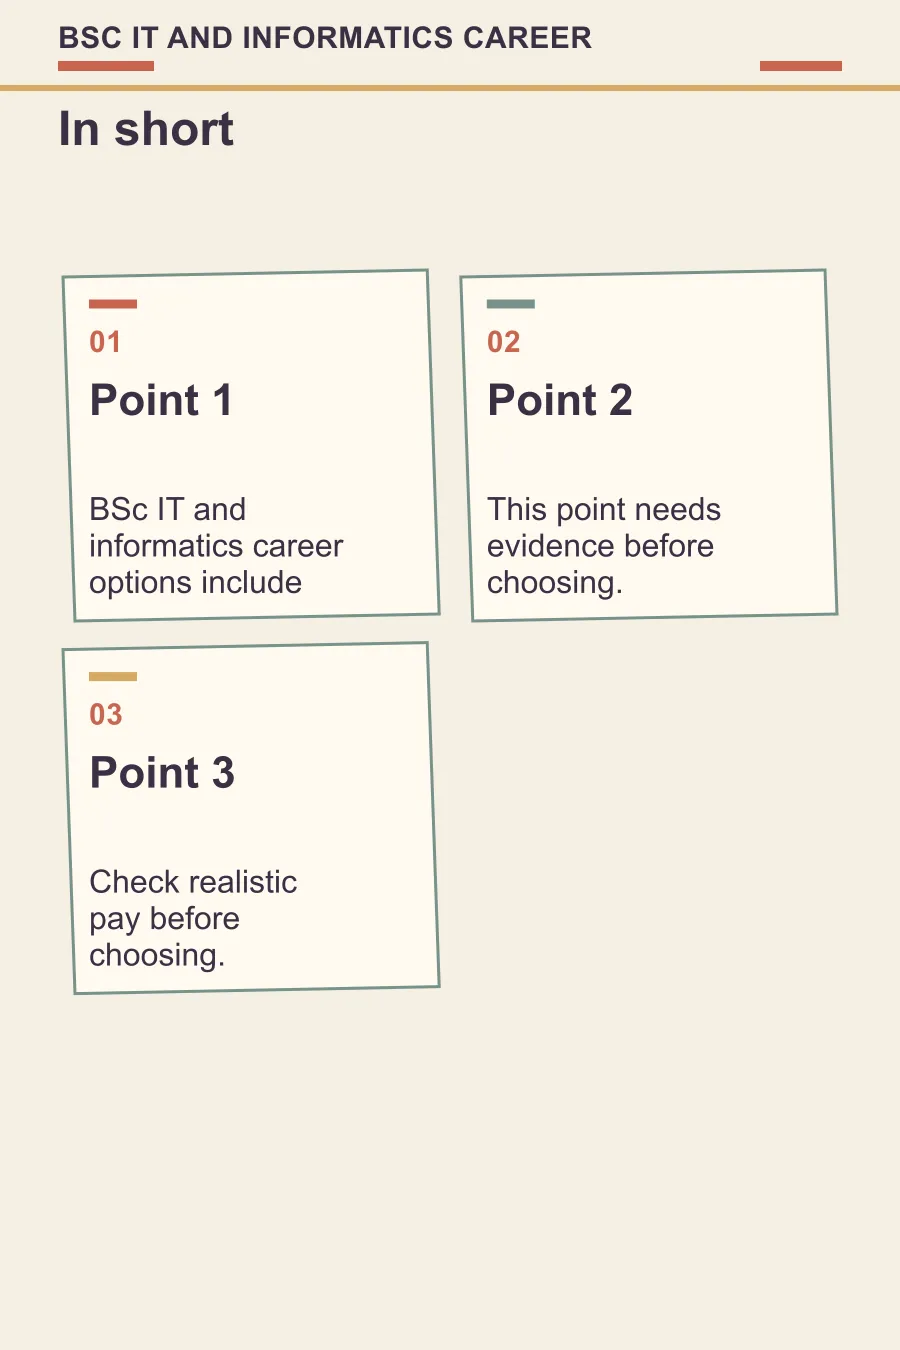 BSC IT AND INFORMATICS CAREER
In short
01
Point 1
BSc IT and
informatics career
options include
02
Point 2
This point needs
evidence before
choosing.
03
Point 3
Check realistic
pay before
choosing.